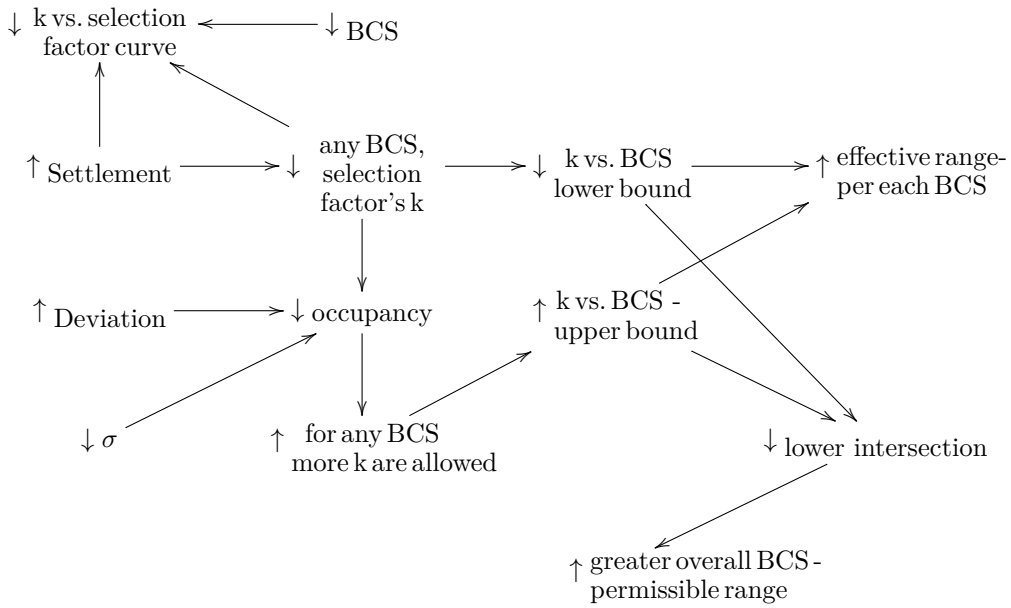 ↓ k vs. selection
factor curve
↓ BCS
↑ Settlement
↓ any BCS,
selection
factor's k
↓ k vs. BCS
lower bound
↑ effective range-
per each BCS
↑ Deviation
↓ occupancy
↑ k vs. BCS -
upper bound
↓ σ
↑ for any BCS
more k are allowed
↓ lower intersection
↑ greater overall BCS -
permissible range